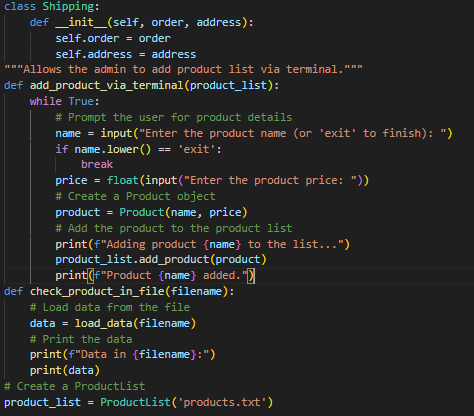 class Shipping:
    def __init__(self, order, address):
        self.order = order
        self.address = address
"""Allows the admin to add product list via terminal."""
def add_product_via_terminal(product_list):
    while True:
        # Prompt the user for product details
        name = input("Enter the product name (or 'exit' to finish): ")
        if name.lower() == 'exit':
            break
        price = float(input("Enter the product price: "))
        # Create a Product object
        product = Product(name, price)
        # Add the product to the product list
        print(f"Adding product {name} to the list...")
        product_list.add_product(product)
        print(f"Product {name} added.")
def check_product_in_file(filename):
    # Load data from the file
    data = load_data(filename)
    # Print the data
    print(f"Data in {filename}:")
    print(data)
# Create a ProductList
product_list = ProductList('products.txt')